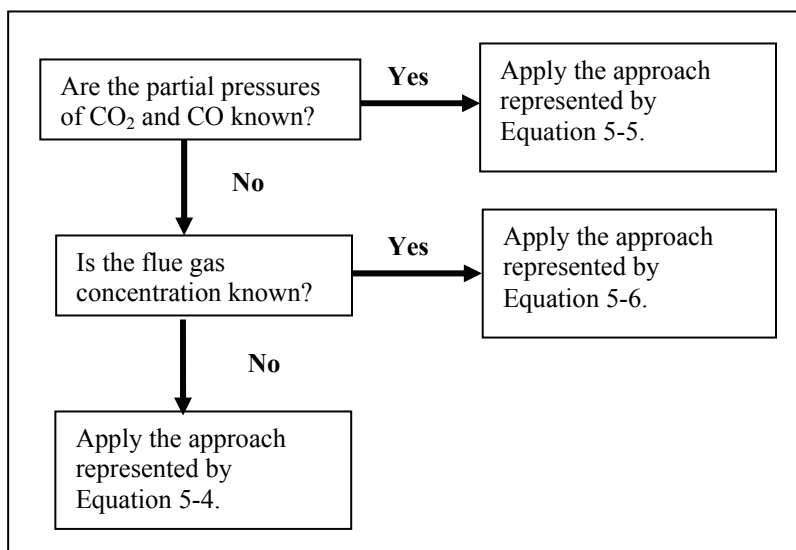 Are the partial pressures
of CO₂ and CO known?
Yes
Apply the approach
represented by
Equation 5-5.
No
Is the flue gas
concentration known?
Yes
Apply the approach
represented by
Equation 5-6.
No
Apply the approach
represented by
Equation 5-4.